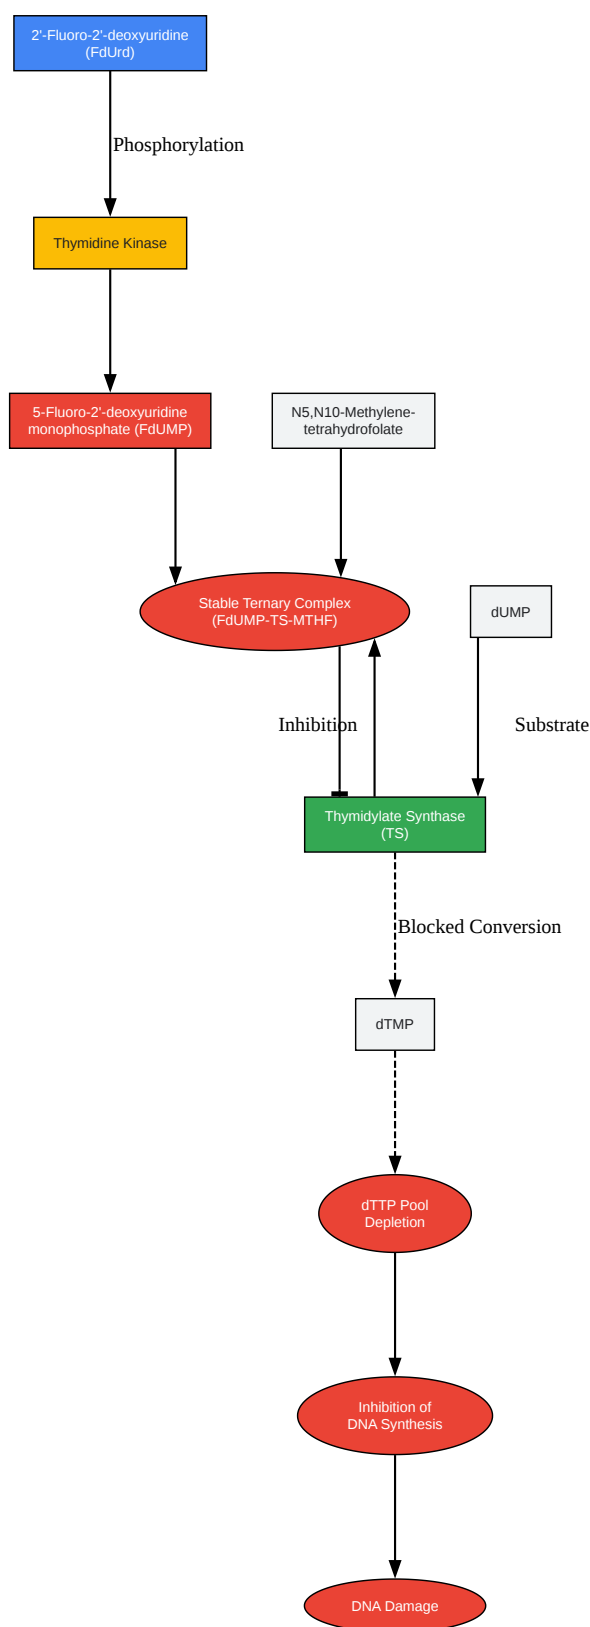 2'-Fluoro-2'-deoxyuridine
(FdUrd)
Phosphorylation
Thymidine Kinase
5-Fluoro-2'-deoxyuridine
monophosphate (FdUMP)
N5,N10-Methylene-
tetrahydrofolate
Stable Ternary Complex
(FdUMP-TS-MTHF)
dUMP
Inhibition
Substrate
Thymidylate Synthase
(TS)
Blocked Conversion
dTMP
dTTP Pool
Depletion
Inhibition of
DNA Synthesis
DNA Damage